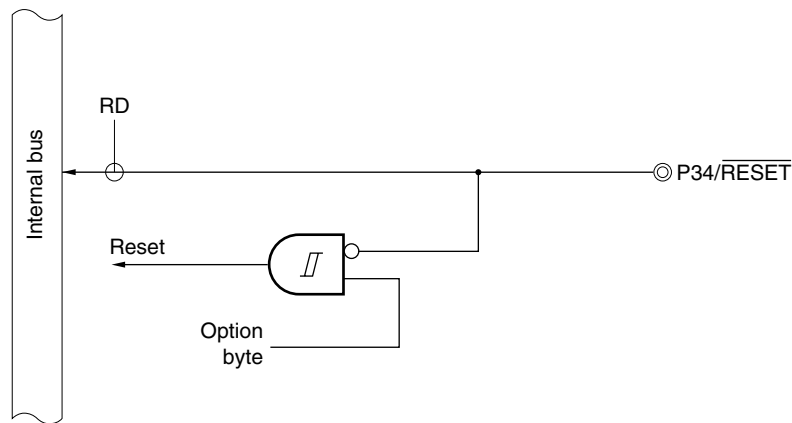 RD
Internal bus
P34/RESET
Reset
Option
byte